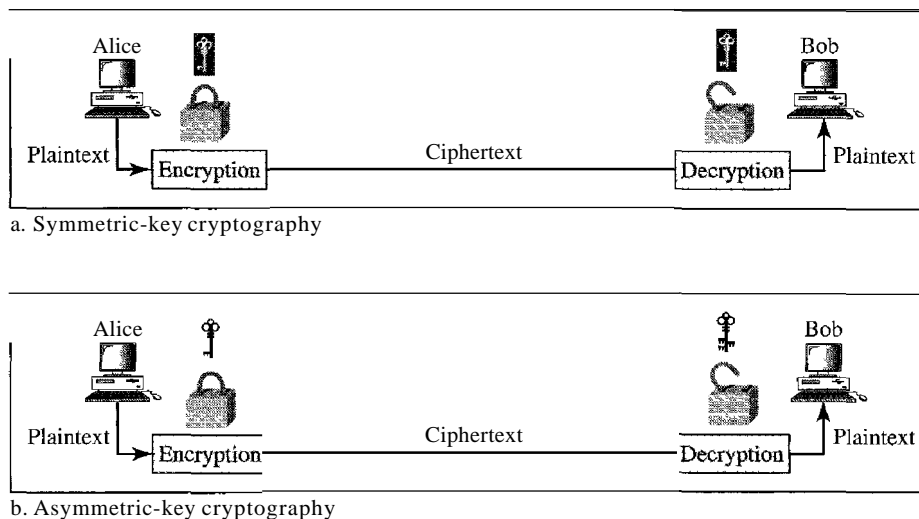 Alice
Bob
Plaintext
Encryption
Ciphertext
Decryption
Plaintext
a. Symmetric-key cryptography
Alice
Bob
Plaintext
Encryption
Ciphertext
Decryption
Plaintext
b. Asymmetric-key cryptography